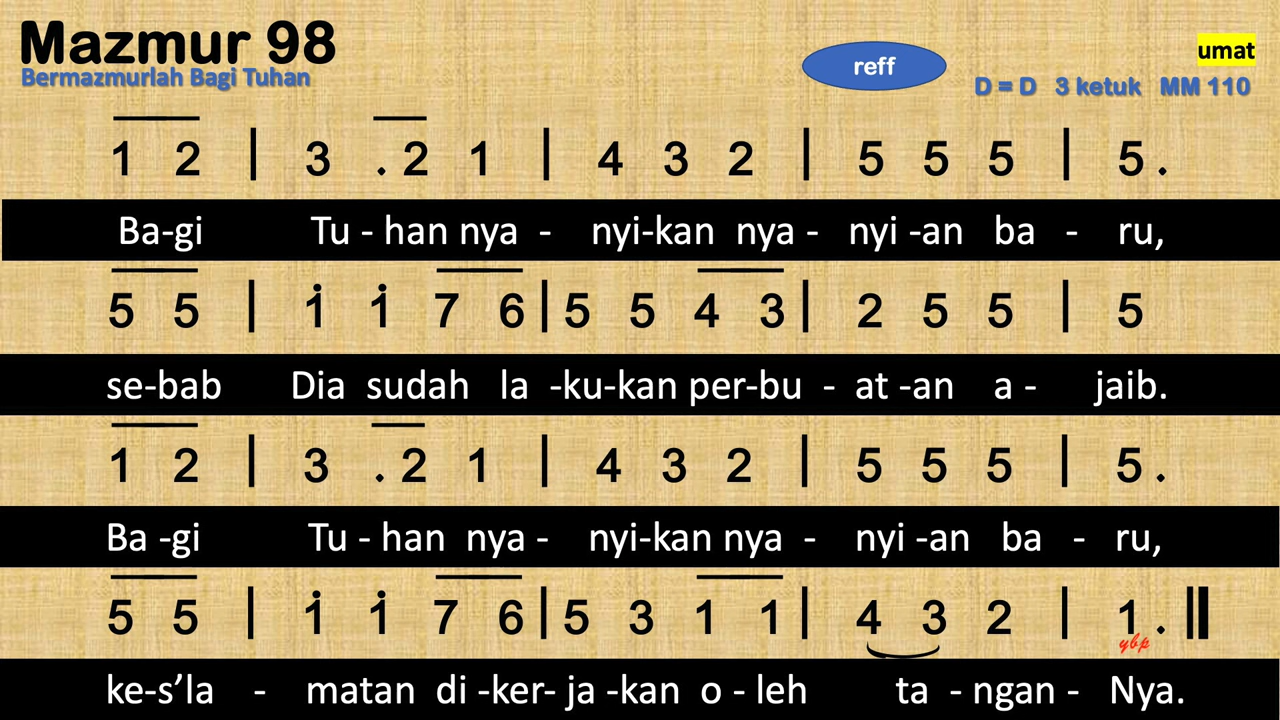 Mazmur 98
Bermazmurlah Bagi Tuhan
reff
umat
D = D 3 ketuk MM 110
1 2 | 3 . 2 1 | 4 3 2 | 5 5 5 | 5 .
Ba-gi Tu - han nya - nyi-kan nya - nyi -an ba - ru,
5 5 | 1̇ 1̇ 7 6 | 5 5 4 3 | 2 5 5 | 5
se-bab Dia sudah la -ku-kan per-bu - at -an a - jaib.
1 2 | 3 . 2 1 | 4 3 2 | 5 5 5 | 5 .
Ba -gi Tu - han nya - nyi-kan nya - nyi -an ba - ru,
5 5 | 1̇ 1̇ 7 6 | 5 3 1 1 | 4 3 2 | 1 . ||
ybp
ke-s’la - matan di -ker- ja -kan o - leh ta - ngan - Nya.